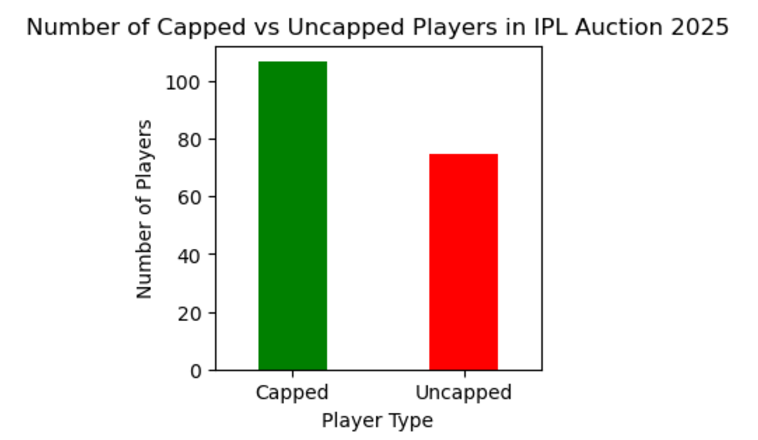 Number of Capped vs Uncapped Players in IPL Auction 2025
Number of Players
100
80
60
40
20
0
Capped Uncapped
Player Type